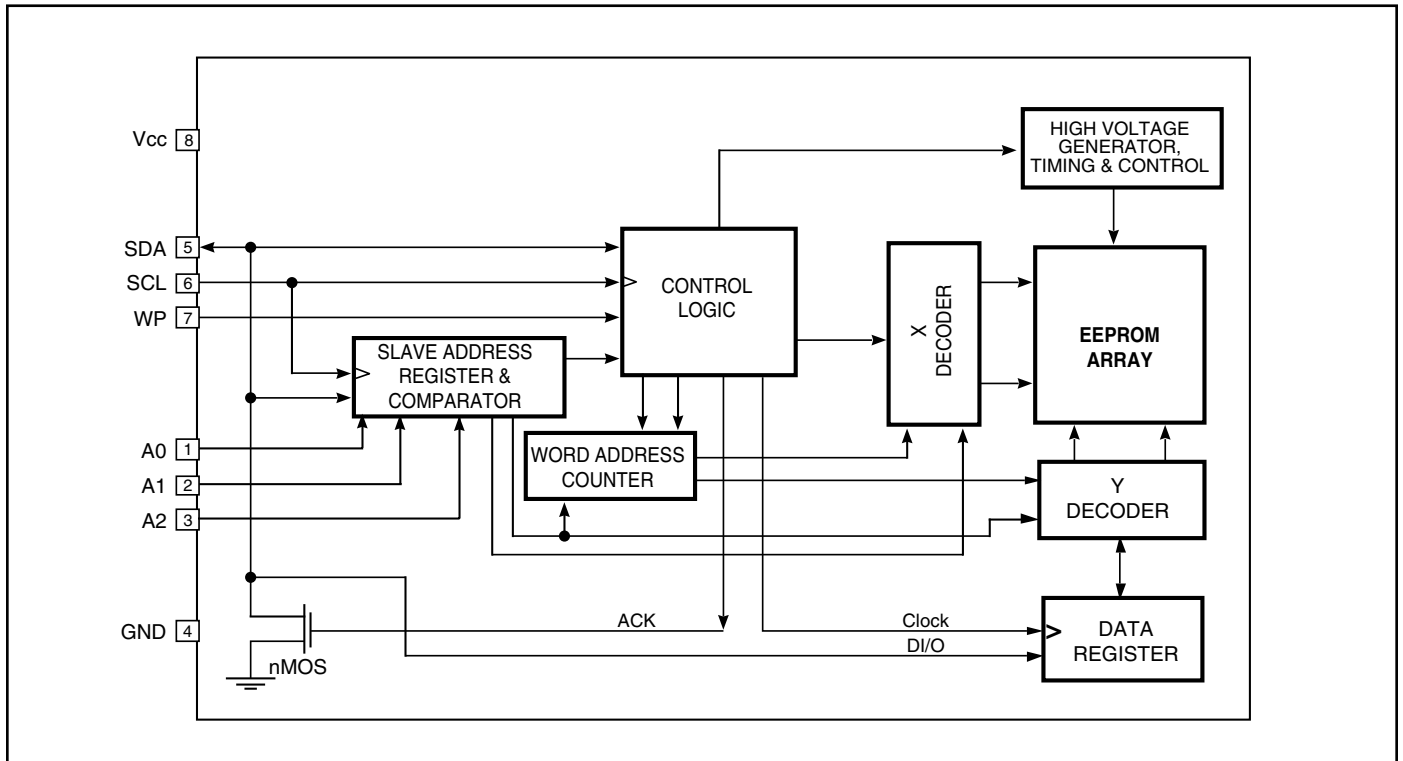 HIGH VOLTAGE
GENERATOR,
TIMING & CONTROL
Vcc 8
SDA 5
SCL 6
WP 7
CONTROL
LOGIC
X
DECODER
EEPROM
ARRAY
SLAVE ADDRESS
REGISTER &
COMPARATOR
A0 1
A1 2
A2 3
WORD ADDRESS
COUNTER
Y
DECODER
GND 4
nMOS
ACK
Clock
DI/O
DATA
REGISTER